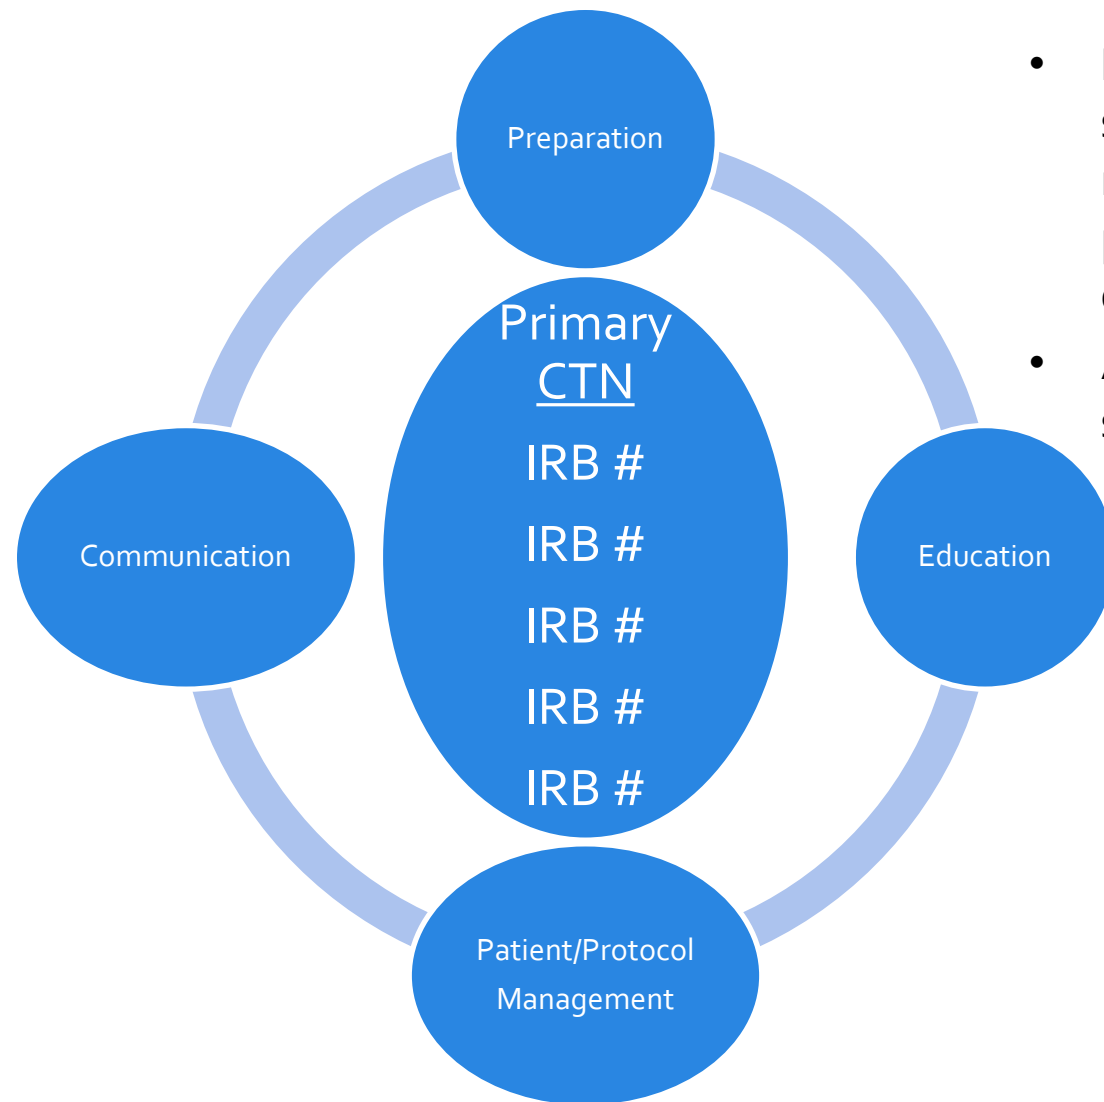 Preparation
Primary
CTN
IRB #
IRB #
IRB #
IRB #
IRB #
Communication
Education
Patient/Protocol
Management